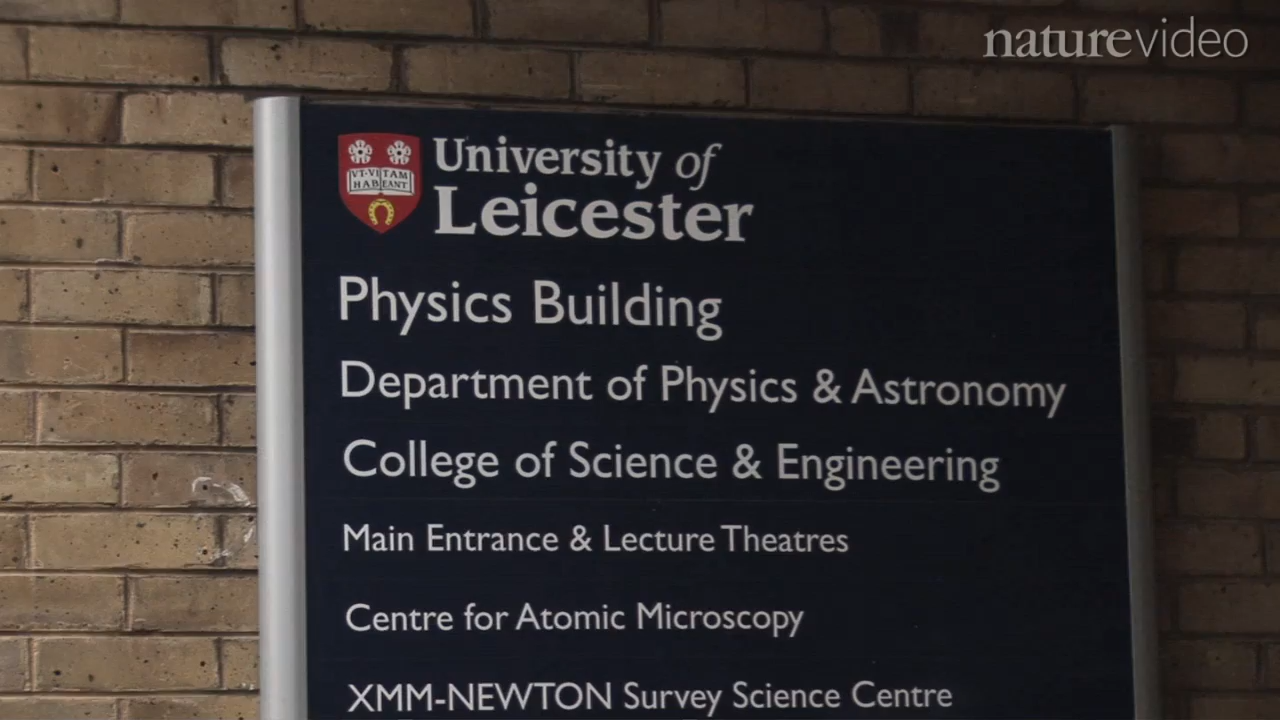 naturevideo
University of
Leicester
VT·VITAM
HABEANT
Physics Building
Department of Physics & Astronomy
College of Science & Engineering
Main Entrance & Lecture Theatres
Centre for Atomic Microscopy
XMM-NEWTON Survey Science Centre